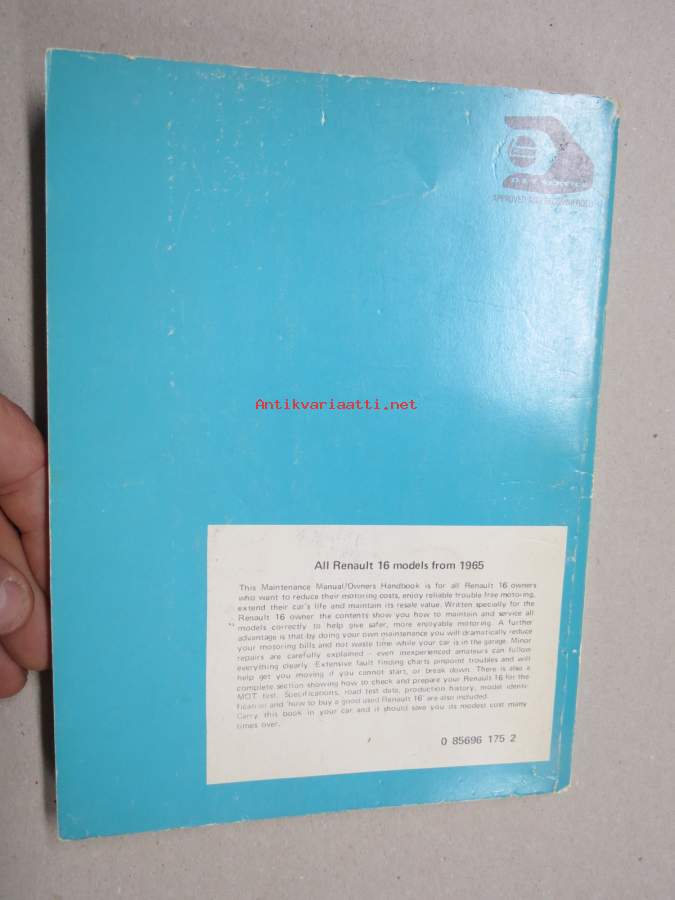 APPROVED AND RECOMMENDED
Antikvariaatti.net
All Renault 16 models from 1965
This Maintenance Manual/Owners Handbook is for all Renault 16 owners
who want to reduce their motoring costs, enjoy reliable trouble free motoring,
extend their car's life and maintain its resale value. Written specially for the
Renault 16 owner the contents show you how to maintain and service all
models correctly to help give safer, more enjoyable motoring. A further
advantage is that by doing your own maintenance you will dramatically reduce
your motoring bills and not waste time while your car is in the garage. Minor
repairs are carefully explained - even inexperienced amateurs can follow
everything clearly. Extensive fault finding charts pinpoint troubles and will
help get you moving if you cannot start, or break down. There is also a
complete section showing how to check and prepare your Renault 16 for the
MOT test. Specifications, road test data, production history, model identi-
fication and 'how to buy a good used Renault 16' are also included.
Carry this book in your car and it should save you its modest cost many
times over.
0 85696 175 2